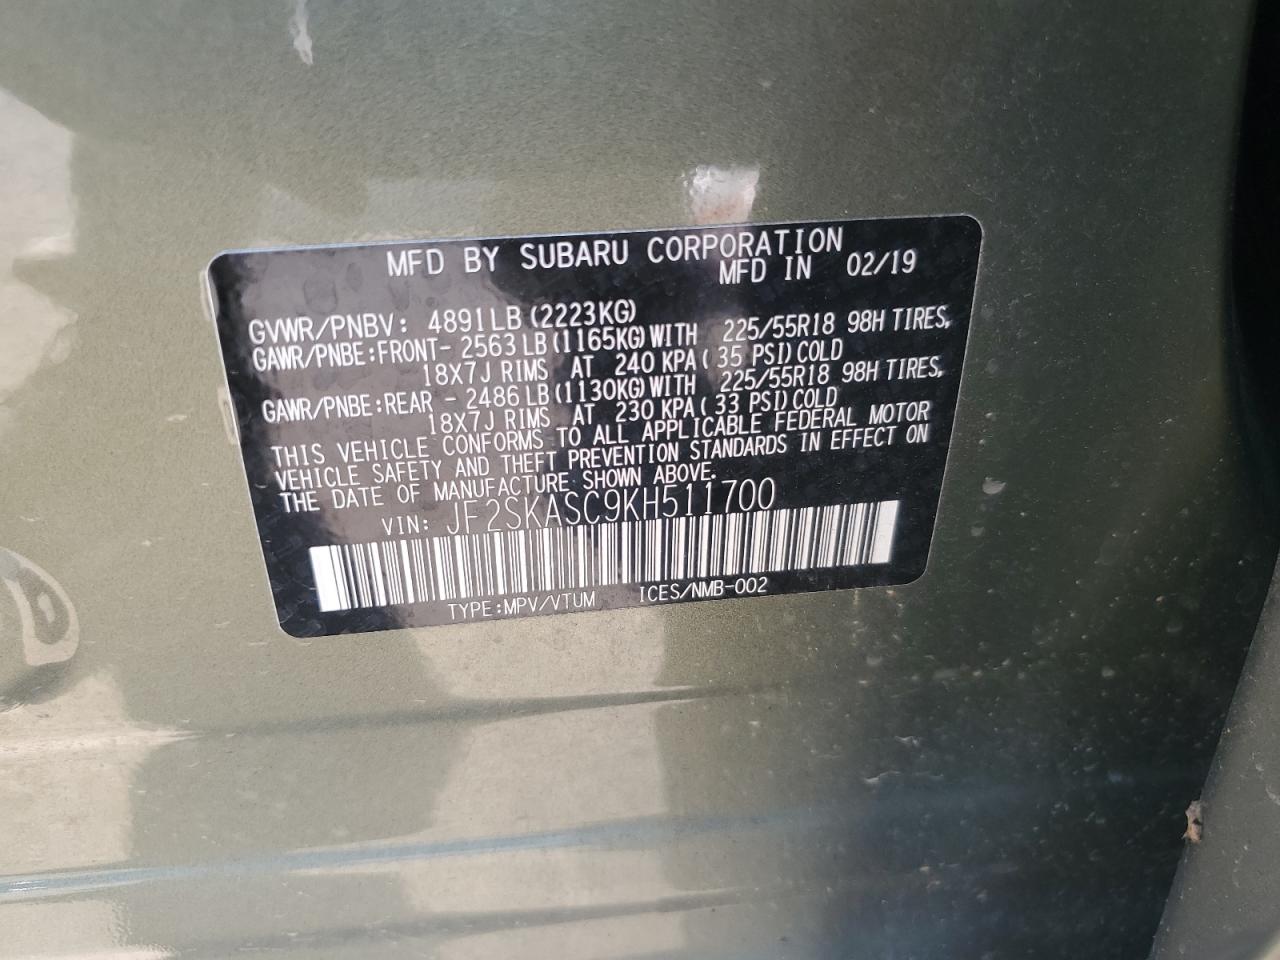 MFD BY SUBARU CORPORATION
MFD IN 02/19
GVWR/PNBV: 4891LB (2223KG)
GAWR/PNBE:FRONT- 2563 LB (1165KG) WITH 225/55R18 98H TIRES,
18X7J RIMS AT 240 KPA ( 35 PSI) COLD
GAWR/PNBE:REAR - 2486 LB (1130KG) WITH 225/55R18 98H TIRES,
18X7J RIMS AT 230 KPA ( 33 PSI) COLD
THIS VEHICLE CONFORMS TO ALL APPLICABLE FEDERAL MOTOR
VEHICLE SAFETY AND THEFT PREVENTION STANDARDS IN EFFECT ON
THE DATE OF MANUFACTURE SHOWN ABOVE.
VIN: JF2SKASC9KH511700
TYPE:MPV/VTUM ICES/NMB-002